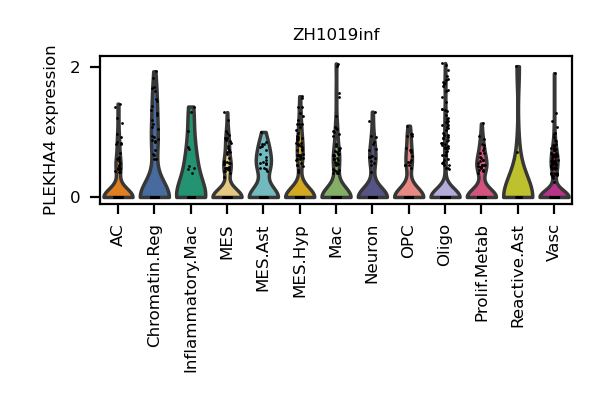 ZH1019inf
PLEKHA4 expression
2
0
AC
Chromatin.Reg
Inflammatory.Mac
MES
MES.Ast
MES.Hyp
Mac
Neuron
OPC
Oligo
Prolif.Metab
Reactive.Ast
Vasc